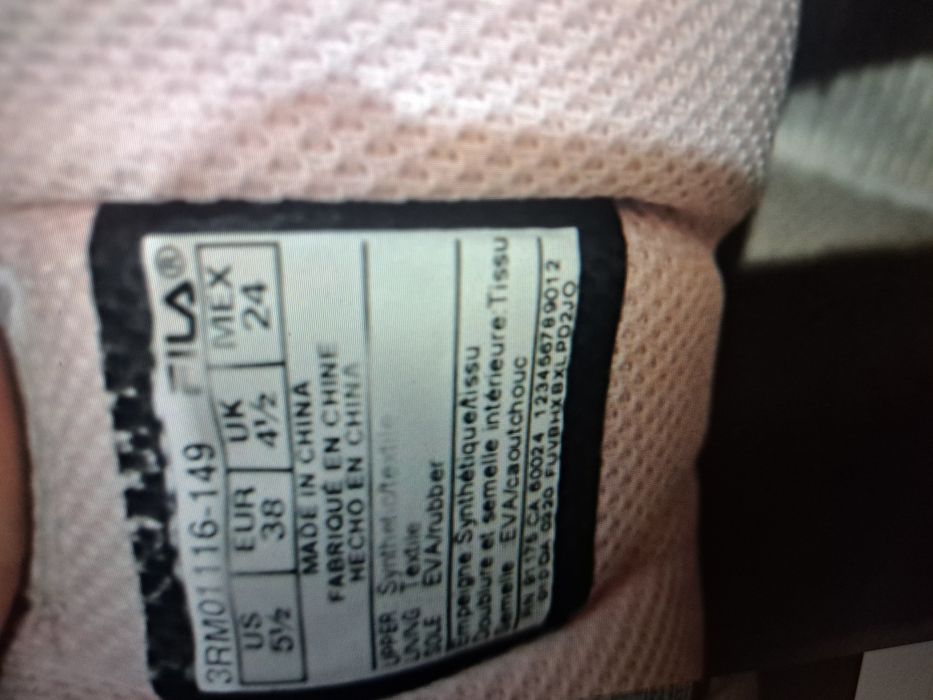 3RM01116-149 FILA®
US EUR UK MEX
5½ 38 4½ 24
MADE IN CHINA
FABRIQUÉ EN CHINE
HECHO EN CHINA
UPPER
LINING Textile
SOLE EVA/rubber
Empeigne Synthétique/tissu
Doublure et semelle intérieure:Tissu
Semelle EVA/caoutchouc
RN 91175 CA 60024 123456789012